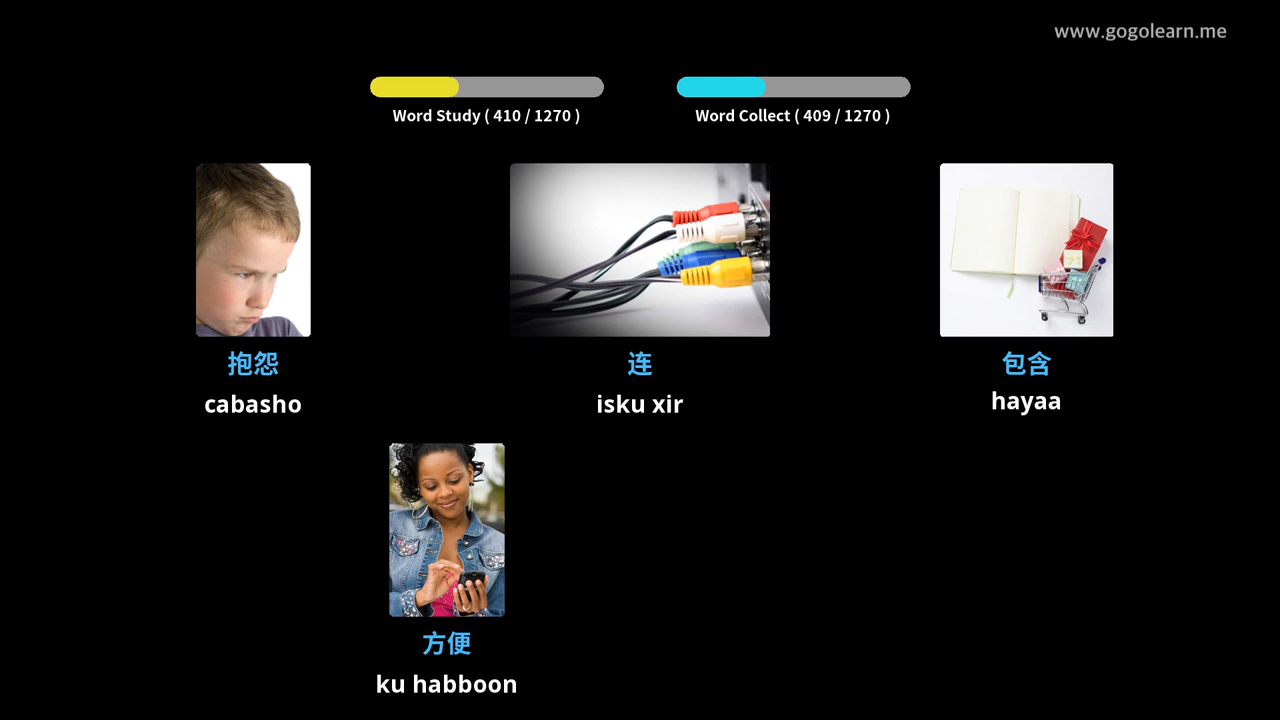 www.gogolearn.me
Word Study ( 410 / 1270 )
Word Collect ( 409 / 1270 )
抱怨
cabasho
连
isku xir
包含
hayaa
方便
ku habboon